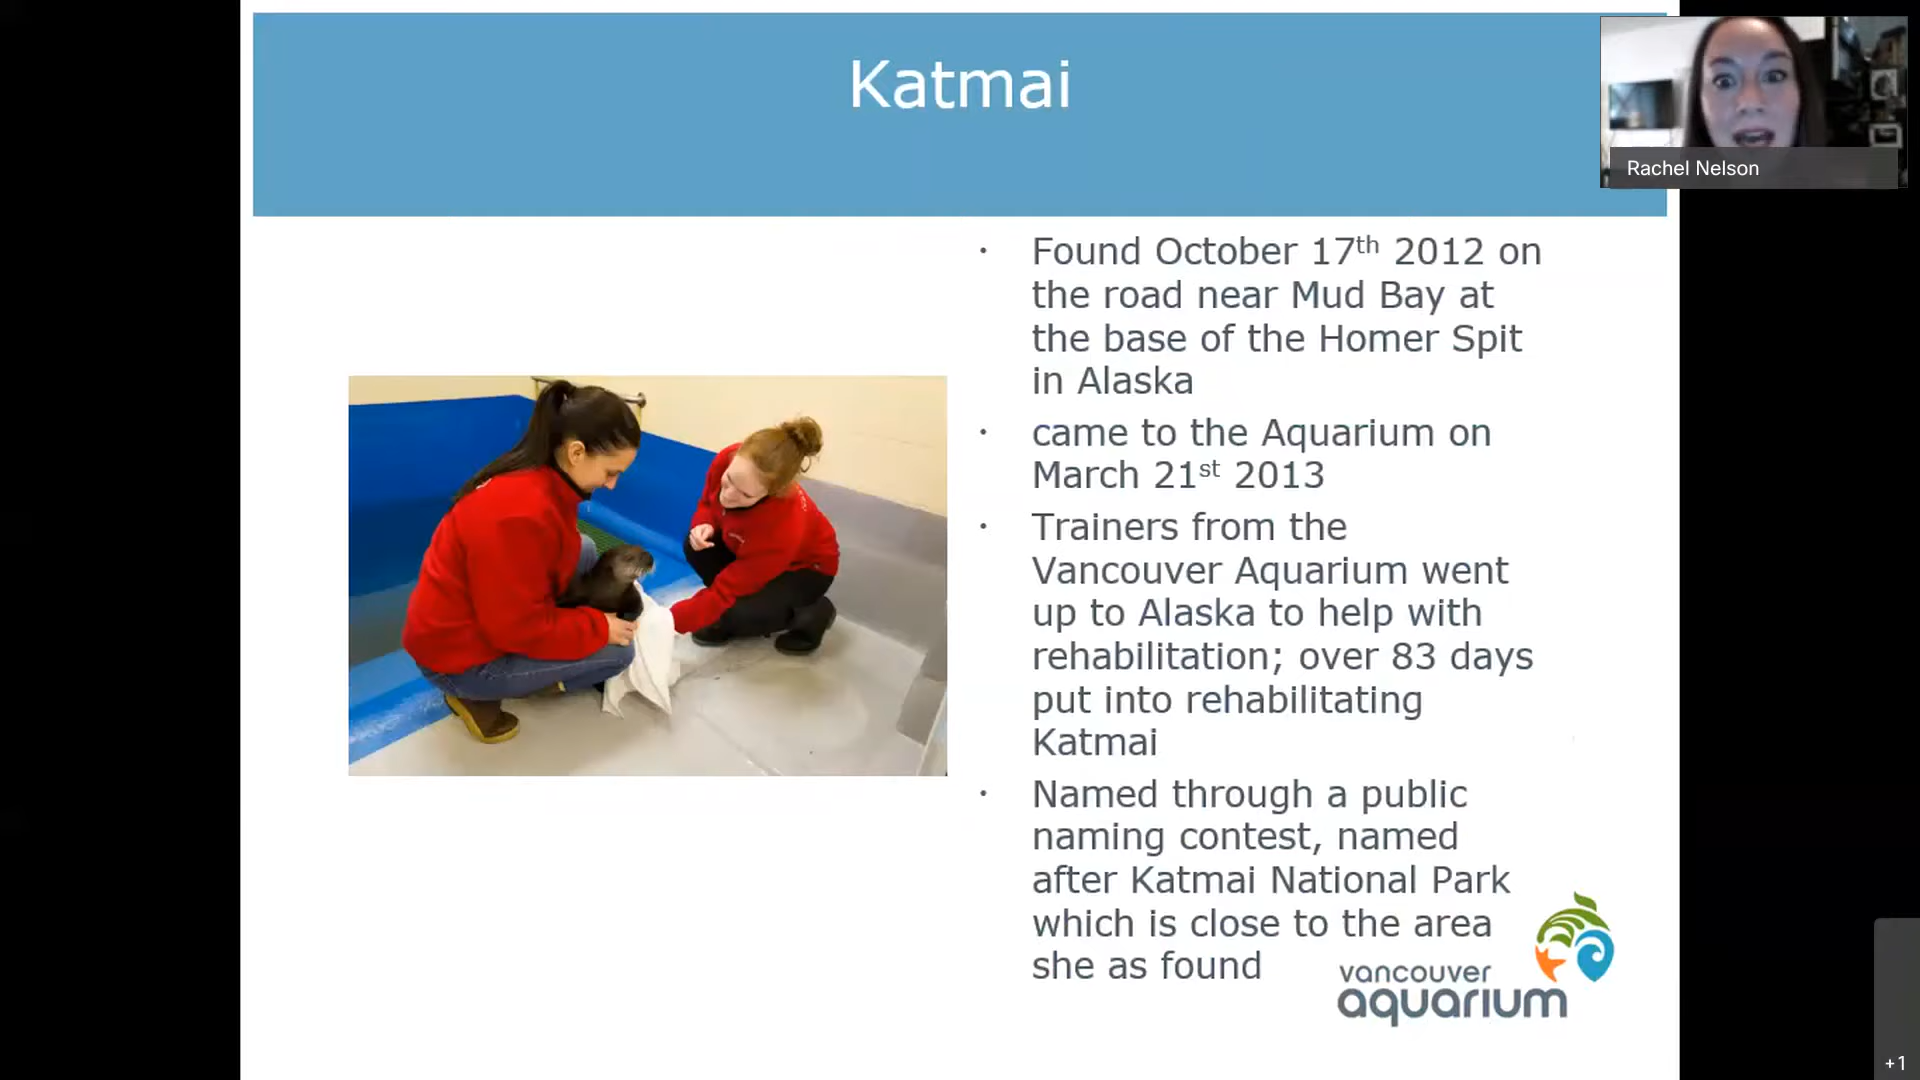 Katmai
Rachel Nelson
· Found October 17th 2012 on
the road near Mud Bay at
the base of the Homer Spit
in Alaska
· came to the Aquarium on
March 21st 2013
· Trainers from the
Vancouver Aquarium went
up to Alaska to help with
rehabilitation; over 83 days
put into rehabilitating
Katmai
· Named through a public
naming contest, named
after Katmai National Park
which is close to the area
she as found
vancouver
aquarium
+1